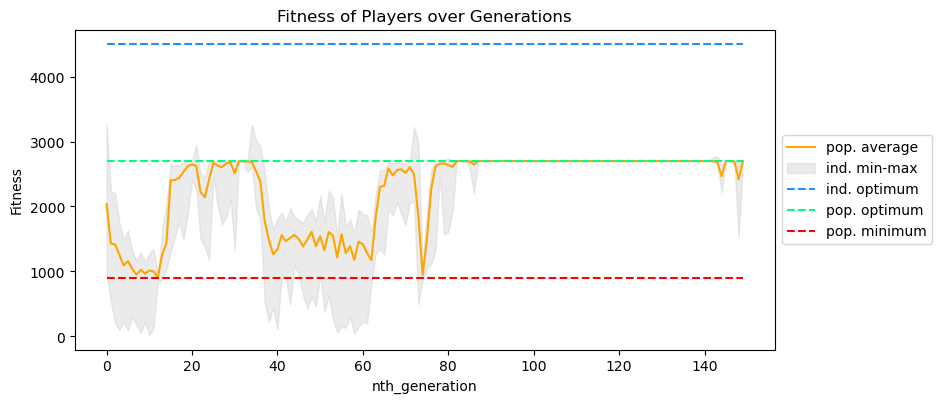 Fitness of Players over Generations
Fitness
4000
3000
2000
1000
0
0 20 40 60 80 100 120 140
nth_generation
pop. average
ind. min-max
ind. optimum
pop. optimum
pop. minimum